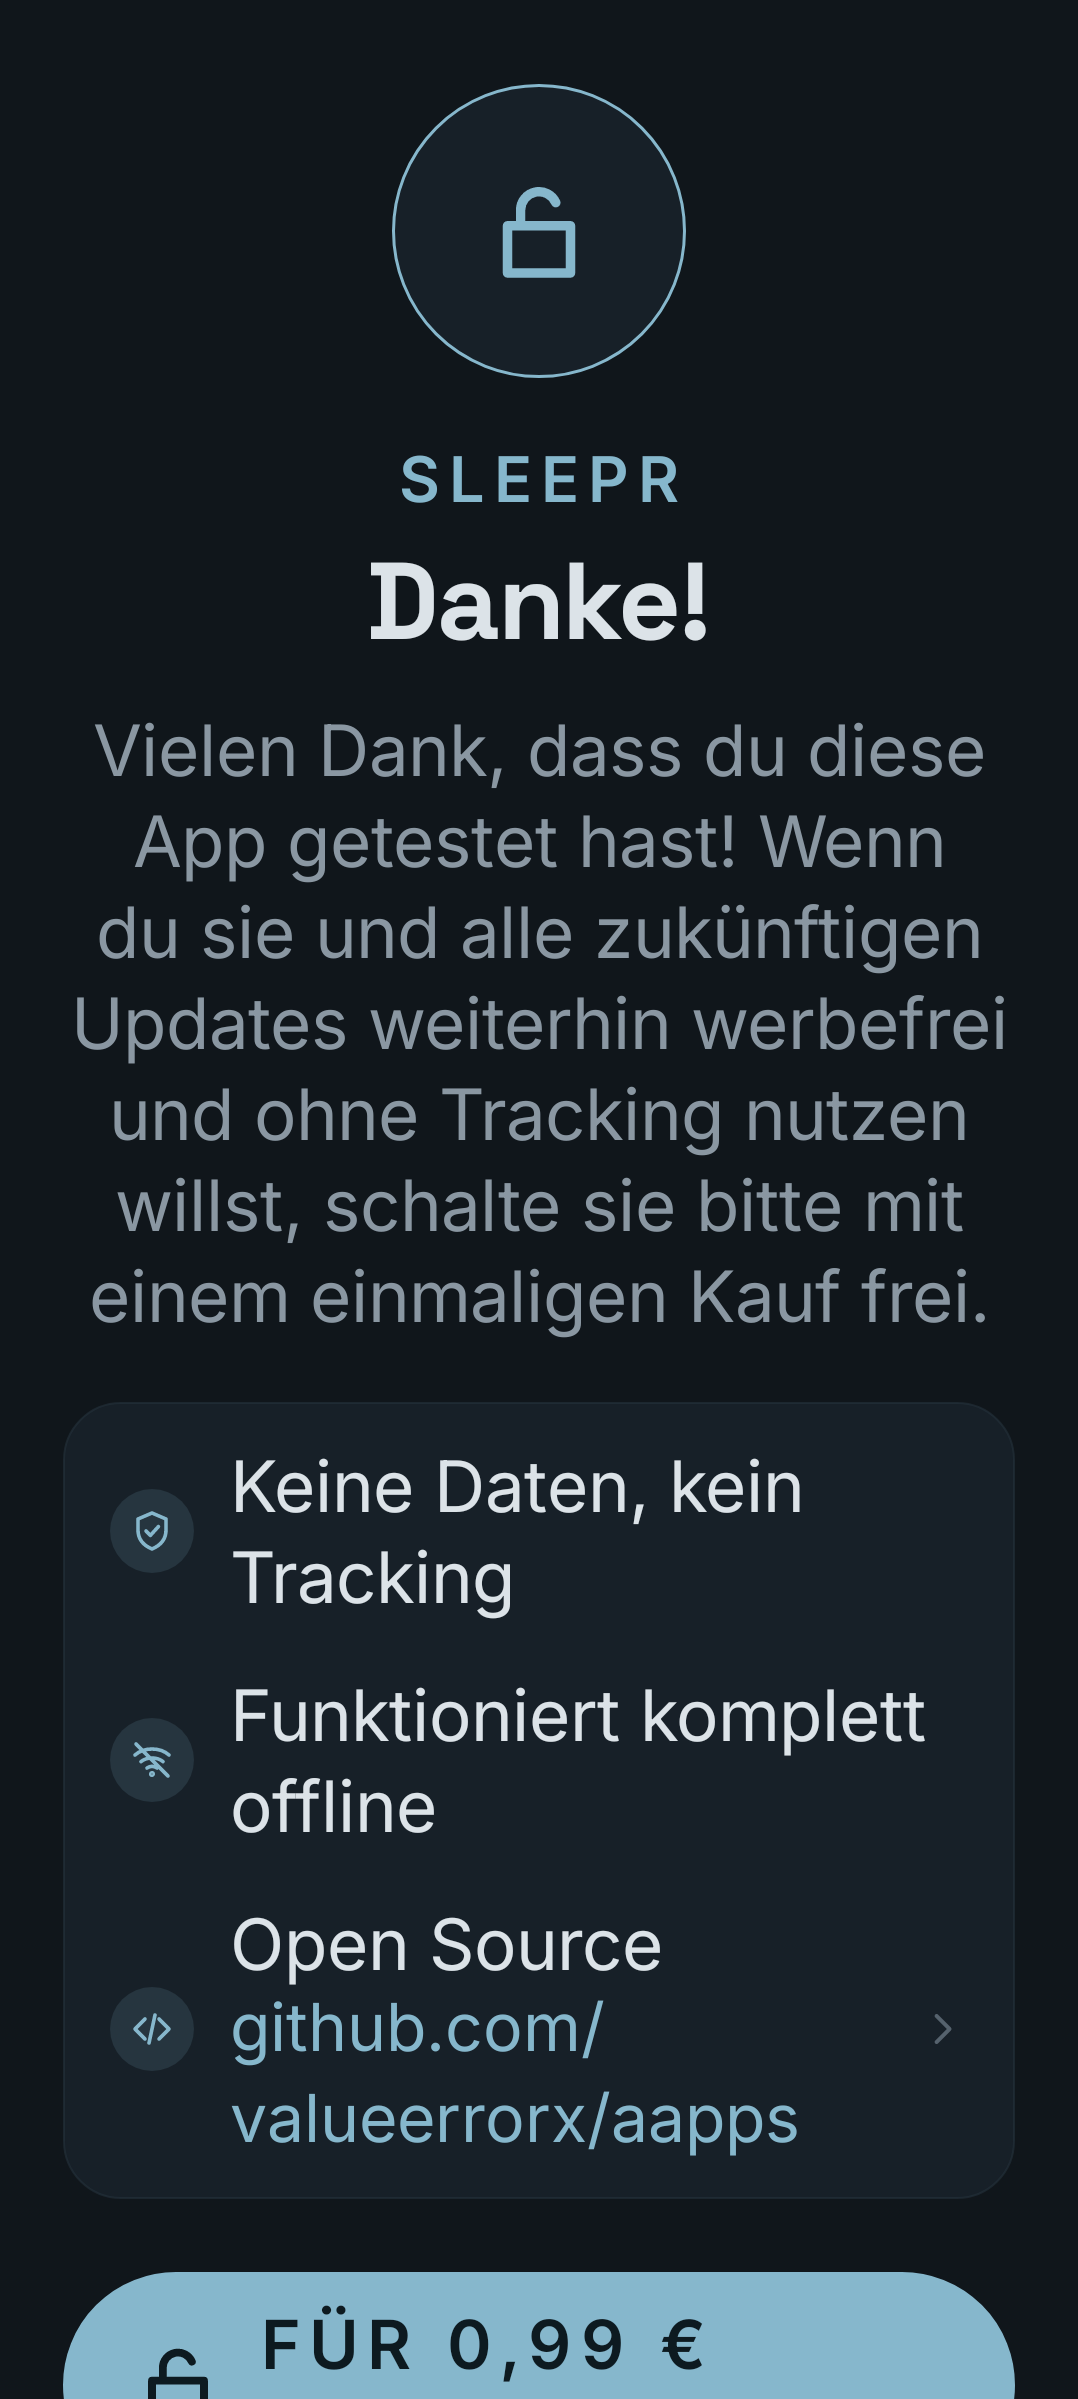 SLEEPR
Danke!
Vielen Dank, dass du diese
App getestet hast! Wenn
du sie und alle zukünftigen
Updates weiterhin werbefrei
und ohne Tracking nutzen
willst, schalte sie bitte mit
einem einmaligen Kauf frei.
Keine Daten, kein
Tracking
Funktioniert komplett
offline
Open Source
github.com/
valueerrorx/aapps
FÜR 0,99 €